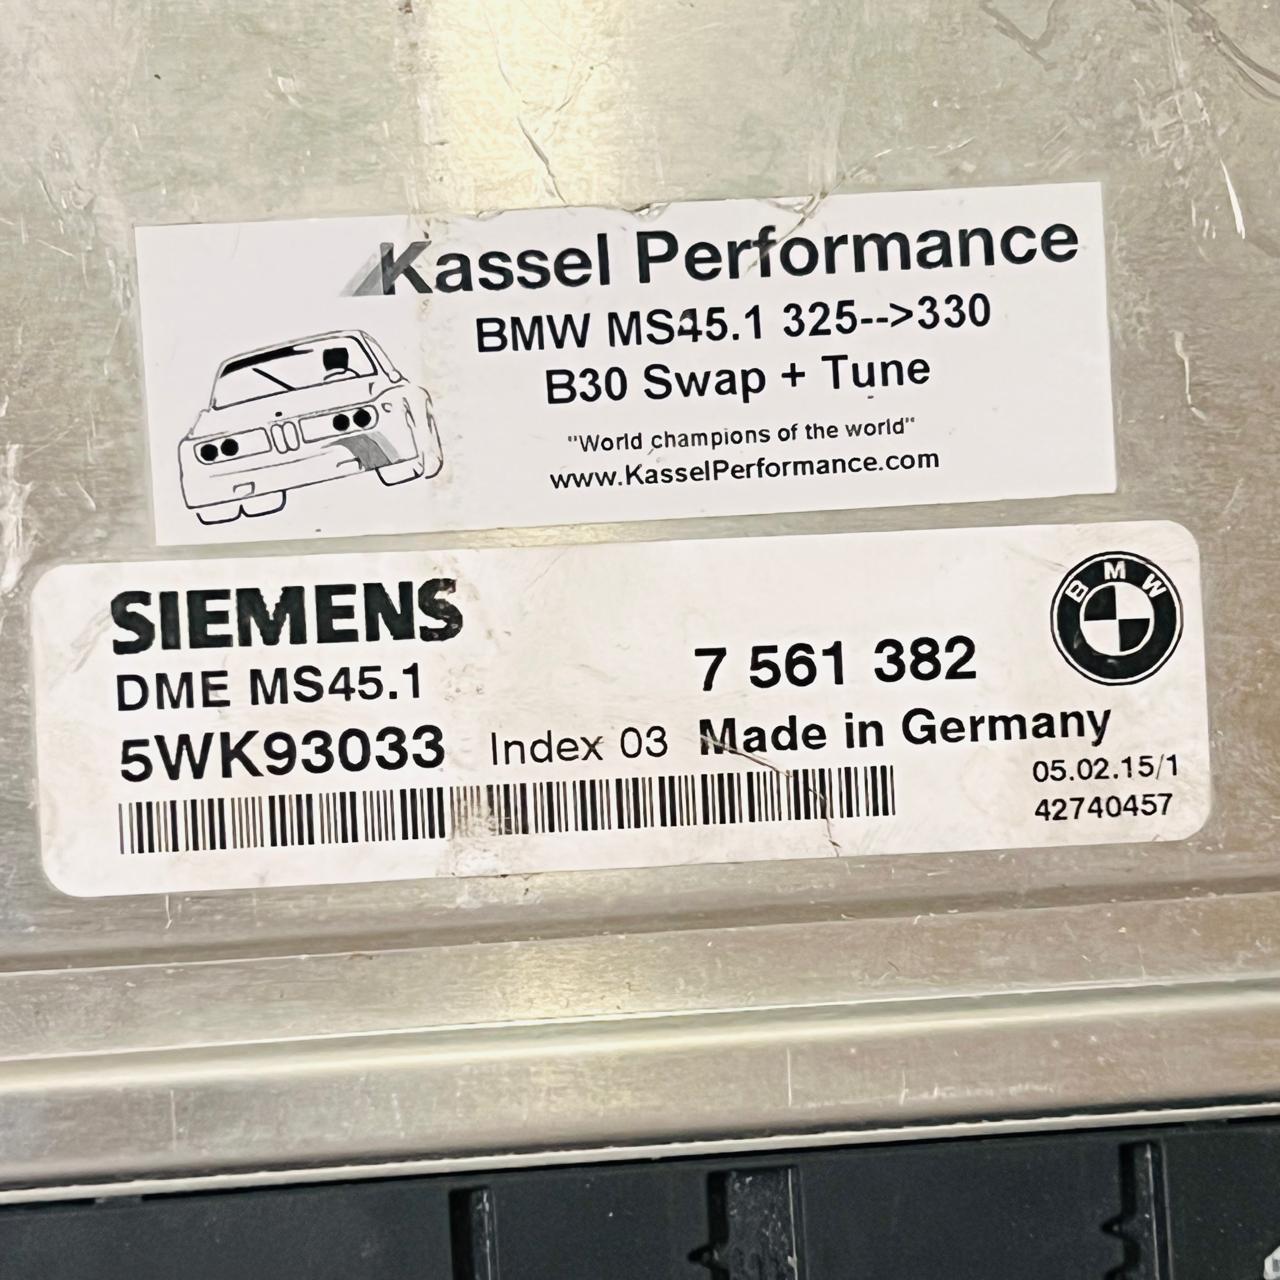 Kassel Performance
BMW MS45.1 325-->330
B30 Swap + Tune
"World champions of the world"
www.KasselPerformance.com
SIEMENS
BMW
DME MS45.1
7 561 382
5WK93033 Index 03 Made in Germany
05.02.15/1
42740457